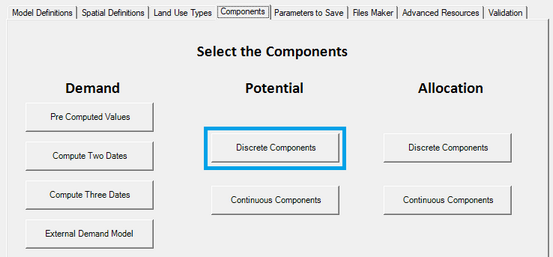 Model Definitions Spatial Definitions Land Use Types Components Parameters to Save Files Maker Advanced Resources Validation
Select the Components
Demand Potential Allocation
Pre Computed Values
Discrete Components Discrete Components
Compute Two Dates
Compute Three Dates
Continuous Components Continuous Components
External Demand Model